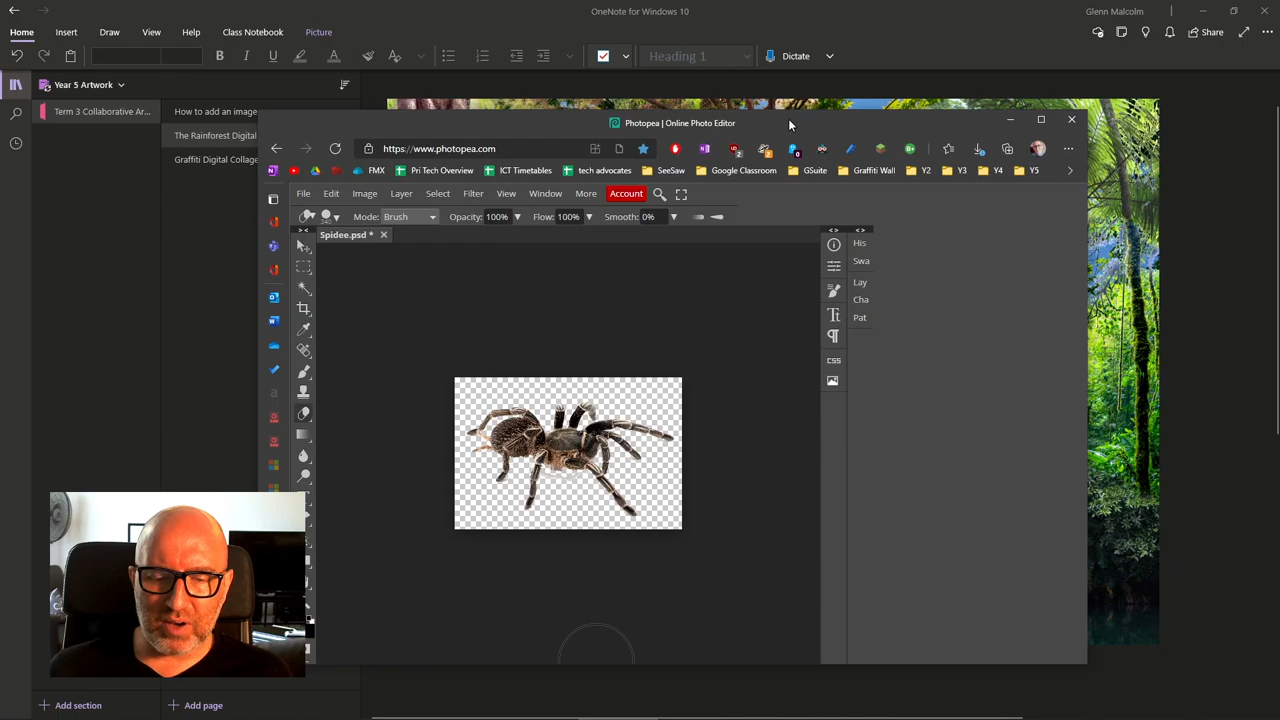 OneNote for Windows 10
Glenn Malcolm
Home Insert Draw View Help Class Notebook Picture
Share
B I U A
Heading 1
Dictate
Year 5 Artwork
Term 3 Collaborative Ar...
How to add an image
The Rainforest Digital
Graffiti Digital Collage
Photopea | Online Photo Editor
https://www.photopea.com
FMX Pri Tech Overview ICT Timetables tech advocates SeeSaw Google Classroom GSuite Graffiti Wall Y2 Y3 Y4 Y5
File Edit Image Layer Select Filter View Window More Account
Mode: Brush Opacity: 100% Flow: 100% Smooth: 0%
Spidee.psd *
His
Swa
Lay
Cha
Pat
CSS
Add section
Add page